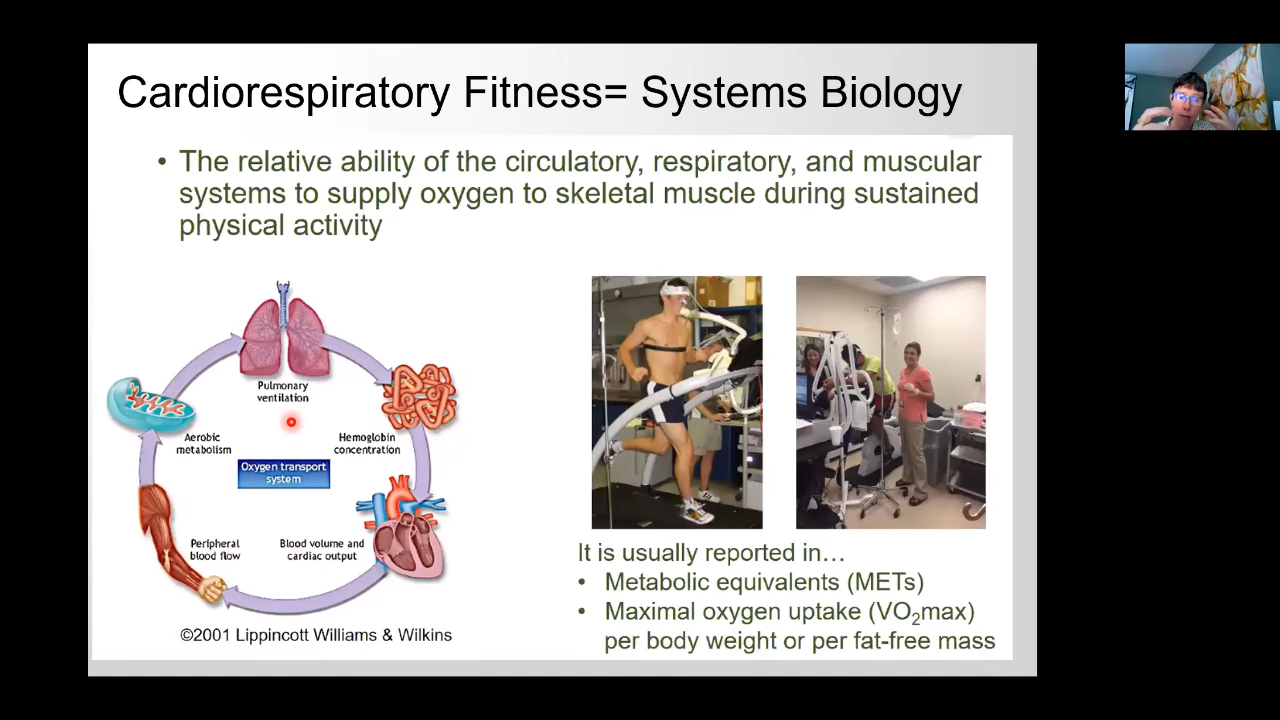 Cardiorespiratory Fitness= Systems Biology
• The relative ability of the circulatory, respiratory, and muscular
systems to supply oxygen to skeletal muscle during sustained
physical activity
Pulmonary
ventilation
Aerobic
metabolism
Hemoglobin
concentration
Oxygen transport
system
Peripheral
blood flow
Blood volume and
cardiac output
©2001 Lippincott Williams & Wilkins
It is usually reported in…
• Metabolic equivalents (METs)
• Maximal oxygen uptake (VO₂max)
per body weight or per fat-free mass